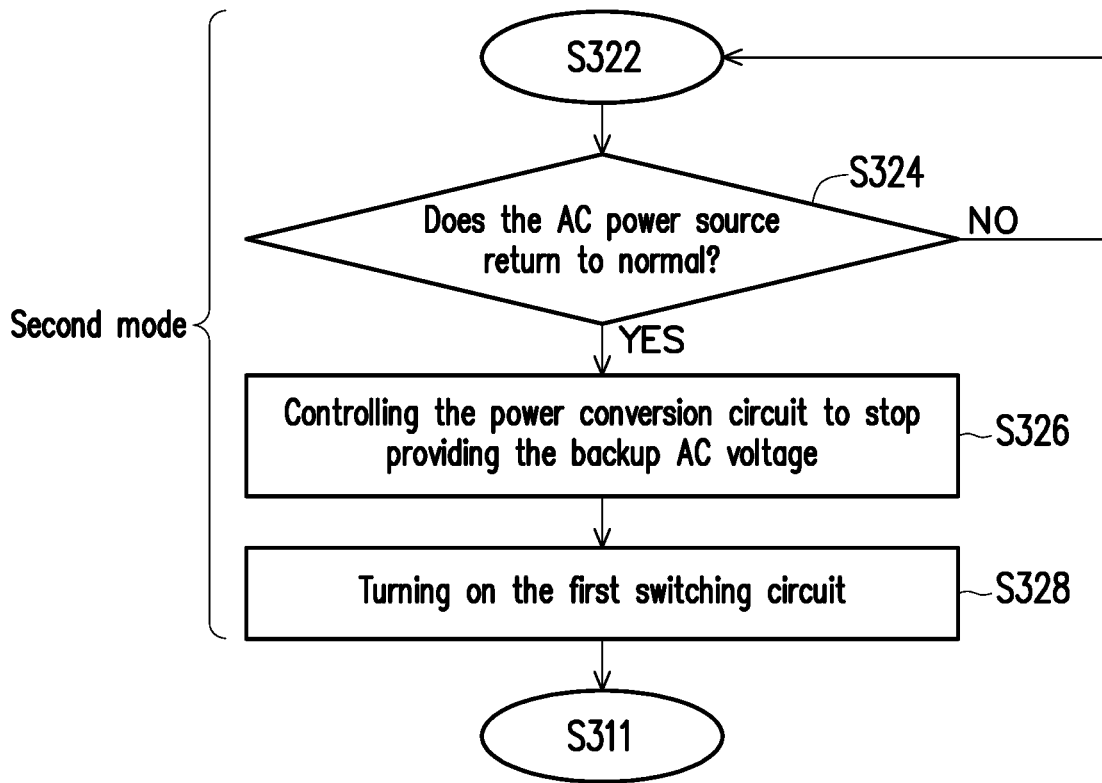 S322
S324
Does the AC power source
return to normal?
NO
Second mode
YES
Controlling the power conversion circuit to stop
providing the backup AC voltage
S326
Turning on the first switching circuit
S328
S311